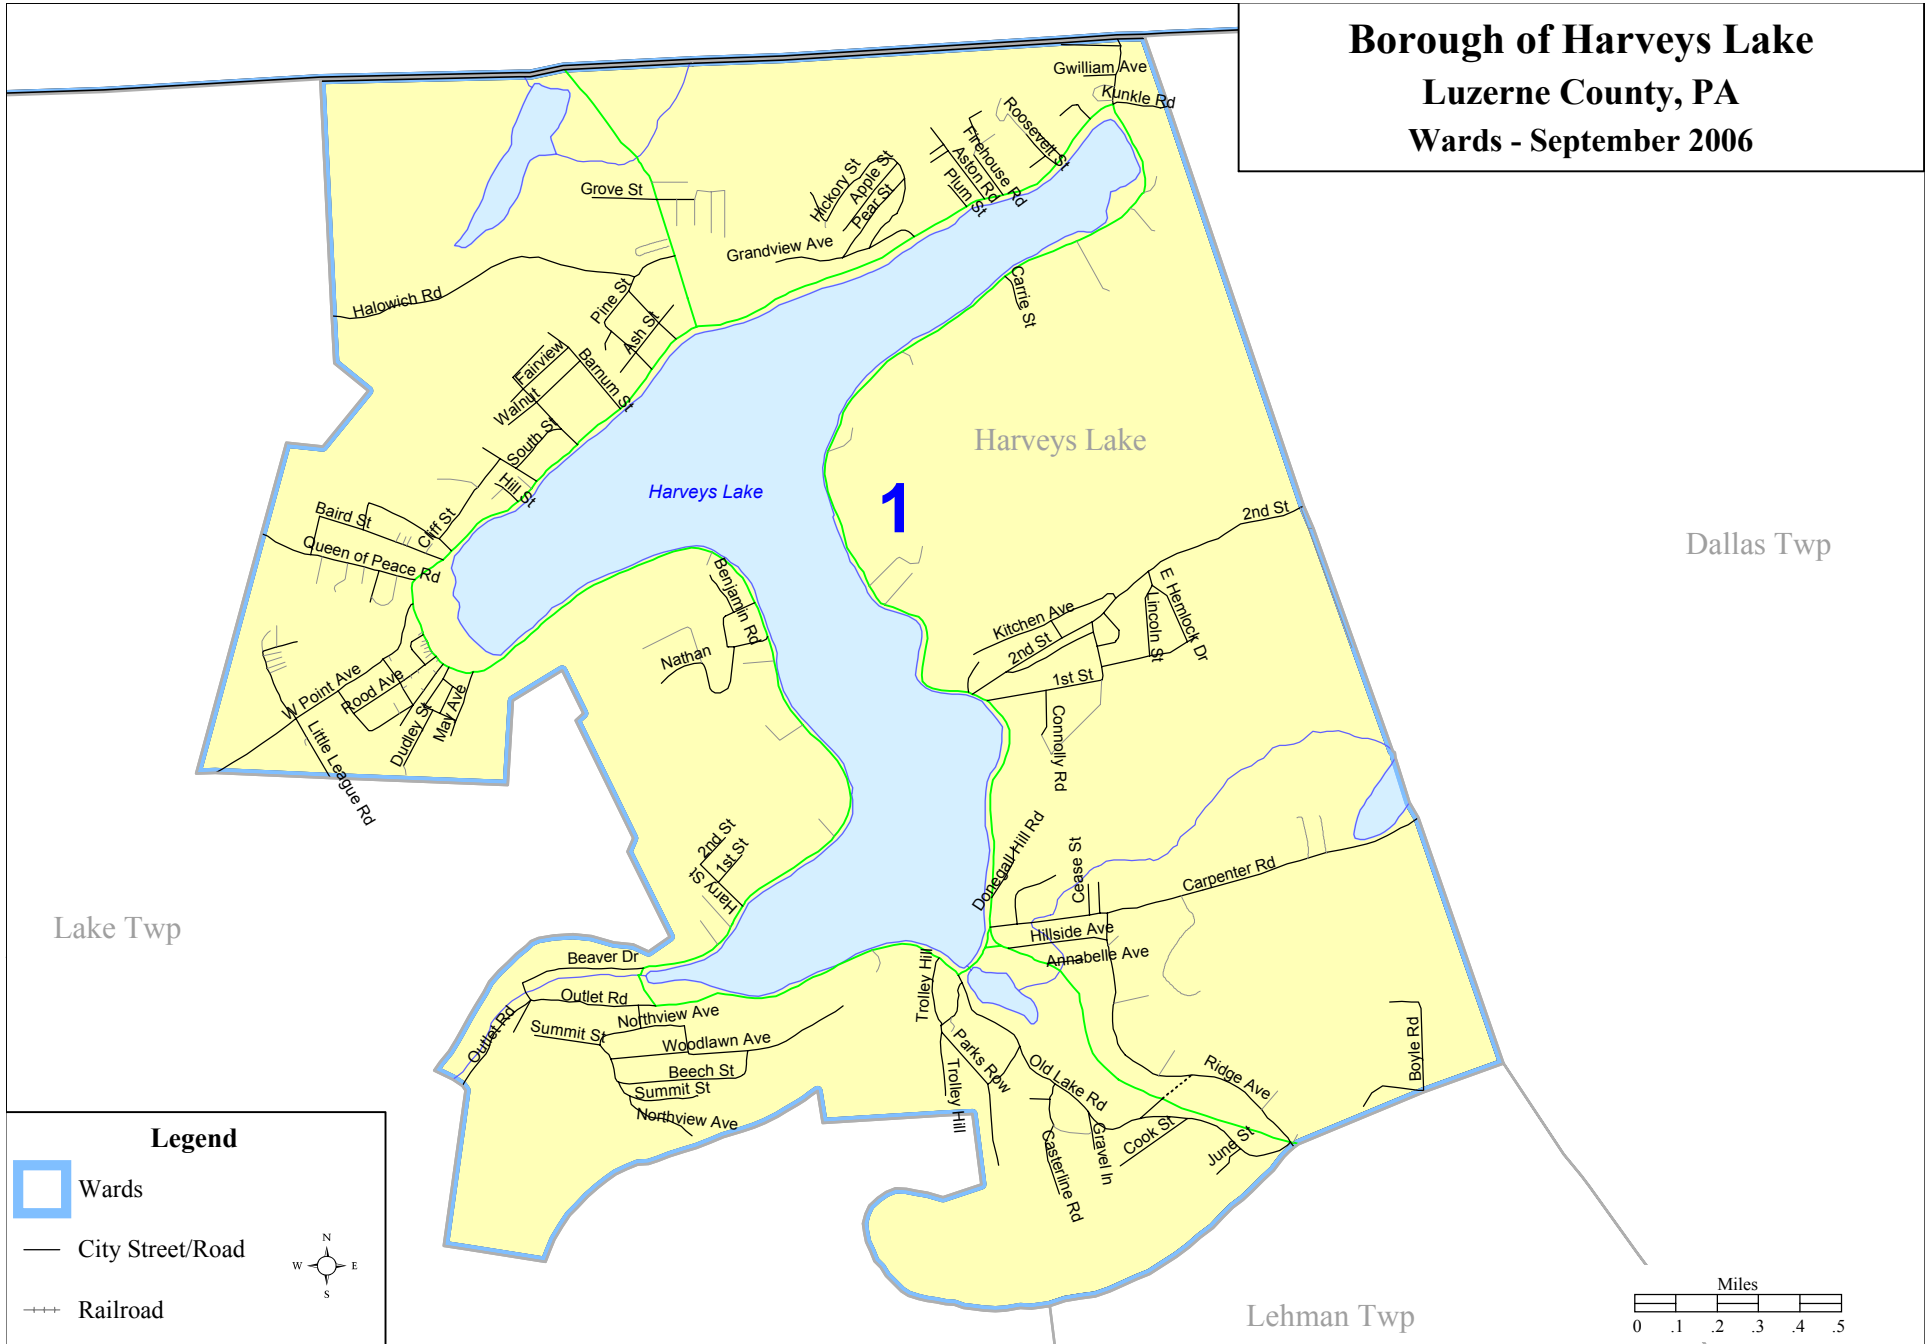 Borough of Harveys Lake
Luzerne County, PA
Wards - September 2006
Gwilliam Ave
Kunkle Rd
Roosevelt St
Firehouse Rd
Aston Rd
Plum St
Hickory St
Apple St
Pear St
Grove St
Grandview Ave
Halowich Rd
Pine St
Ash St
Carrie St
Fairview
Barnum St
Walnut
South St
Hill St
Harveys Lake
Harveys Lake
1
2nd St
Baird St
Cliff St
Queen of Peace Rd
Dallas Twp
Benjamin Rd
E Hemlock Dr
Lincoln St
Kitchen Ave
2nd St
1st St
Nathan
W Point Ave
Rood Ave
Dudley St
May Ave
Little League Rd
Connolly Rd
2nd St
1st St
Harry St
Donegall Hill Rd
Cease St
Carpenter Rd
Lake Twp
Hillside Ave
Annabelle Ave
Beaver Dr
Trolley Hill
Outlet Rd
Outlet Rd
Northview Ave
Summit St
Woodlawn Ave
Beech St
Summit St
Northview Ave
Parks Row
Trolley Hill
Old Lake Rd
Ridge Ave
Boyle Rd
Cook St
June St
Gravel ln
Casterline Rd
Legend
Wards
City Street/Road
Railroad
N
W E
S
Lehman Twp
Miles
0 .1 .2 .3 .4 .5